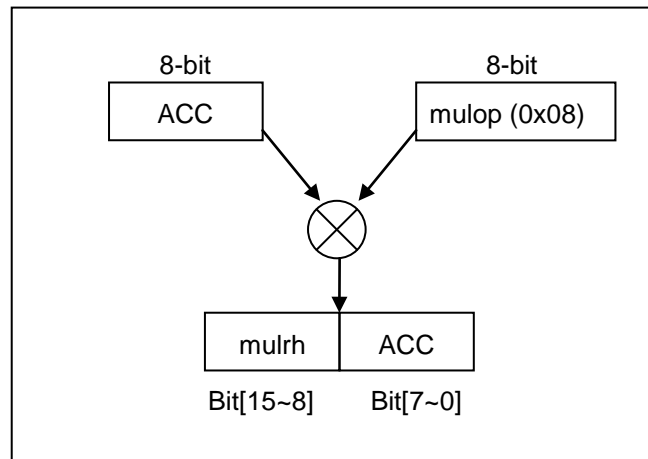 8-bit 8-bit
ACC mulop (0x08)
mulrh ACC
Bit[15~8] Bit[7~0]